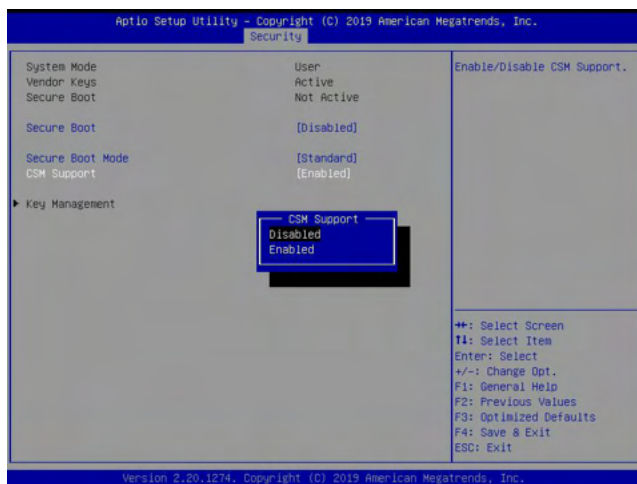 Aptio Setup Utility - Copyright (C) 2019 American Megatrends, Inc.
Security
System Mode User
Vendor Keys Active
Secure Boot Not Active
Secure Boot [Disabled]
Secure Boot Mode [Standard]
CSM Support [Enabled]
Key Management
CSM Support
Disabled
Enabled
Enable/Disable CSM Support.
→←: Select Screen
↑↓: Select Item
Enter: Select
+/-: Change Opt.
F1: General Help
F2: Previous Values
F3: Optimized Defaults
F4: Save & Exit
ESC: Exit
Version 2.20.1274. Copyright (C) 2019 American Megatrends, Inc.